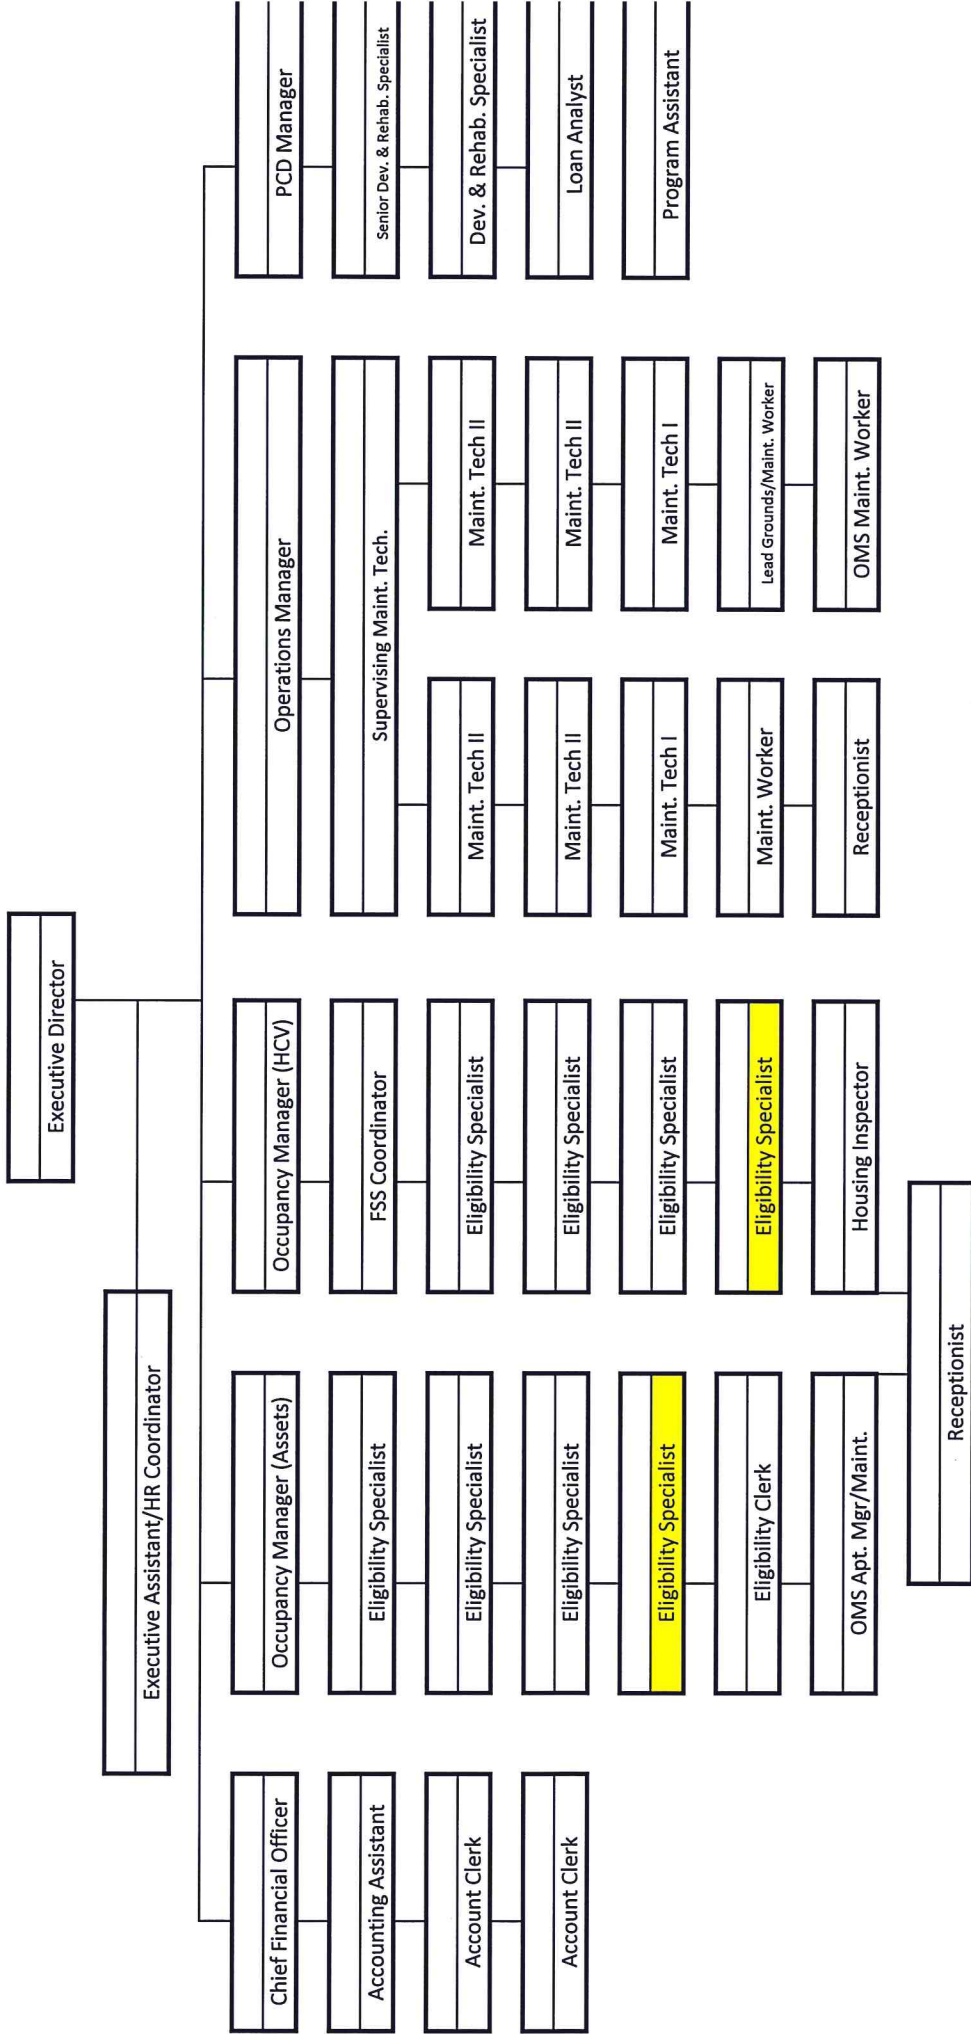 Executive Director
Executive Assistant/HR Coordinator
Chief Financial Officer
Accounting Assistant
Account Clerk
Account Clerk
Occupancy Manager (Assets)
Eligibility Specialist
Eligibility Specialist
Eligibility Specialist
Eligibility Specialist
Eligibility Clerk
OMS Apt. Mgr/Maint.
Occupancy Manager (HCV)
FSS Coordinator
Eligibility Specialist
Eligibility Specialist
Eligibility Specialist
Eligibility Specialist
Housing Inspector
Receptionist
Operations Manager
Supervising Maint. Tech.
Maint. Tech II
Maint. Tech II
Maint. Tech I
Maint. Worker
Receptionist
Maint. Tech II
Maint. Tech II
Maint. Tech I
Lead Grounds/Maint. Worker
OMS Maint. Worker
PCD Manager
Senior Dev. & Rehab. Specialist
Dev. & Rehab. Specialist
Loan Analyst
Program Assistant